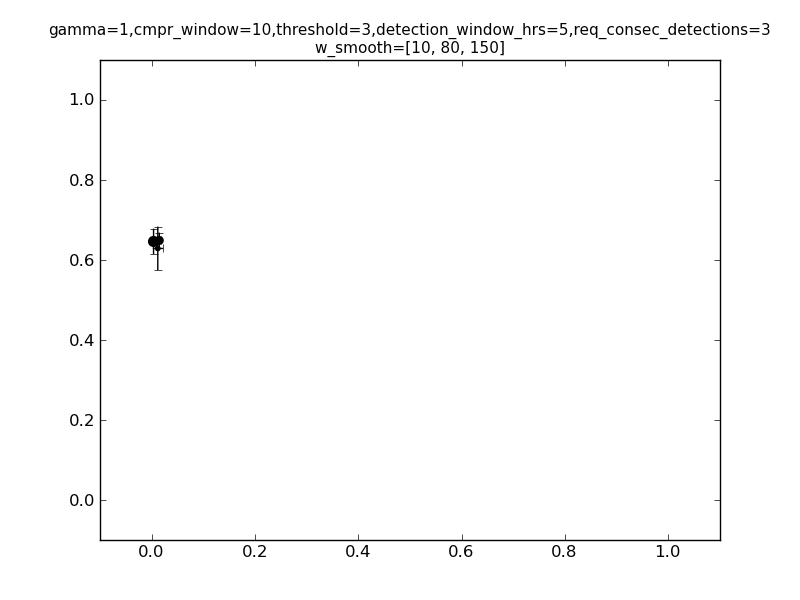 gamma=1,cmpr_window=10,threshold=3,detection_window_hrs=5,req_consec_detections=3
w_smooth=[10, 80, 150]
1.0
0.8
0.6
0.4
0.2
0.0
0.0 0.2 0.4 0.6 0.8 1.0